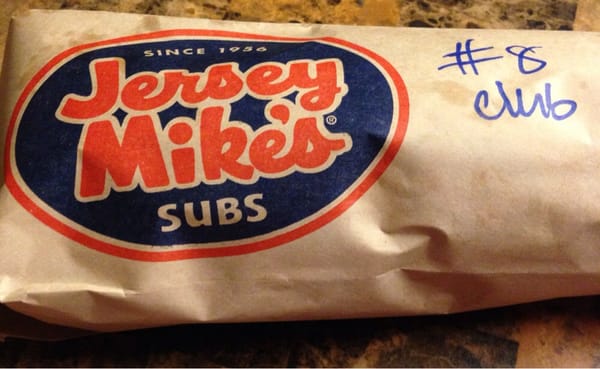 SINCE 1956
Jersey
Mike's®
SUBS
#8
club